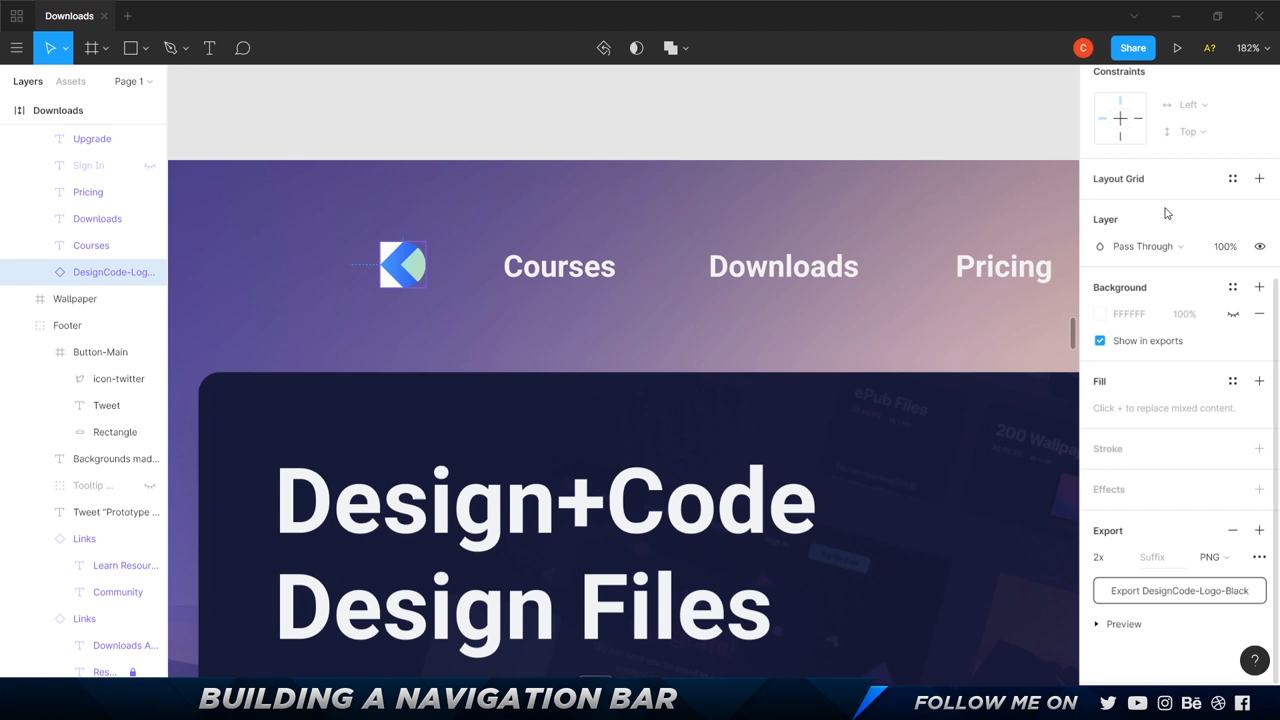 Downloads
C
Share
A?
182%
Layers
Assets
Page 1
Downloads
Upgrade
Sign In
Pricing
Downloads
Courses
DesignCode-Log...
Wallpaper
Footer
Button-Main
icon-twitter
Tweet
Rectangle
Backgrounds mad...
Tooltip ...
Tweet “Prototype ...
Links
Learn Resour...
Community
Links
Downloads A...
Res...
Courses
Downloads
Pricing
ePub Files
200 Wallpa
Design+Code
Design Files
Constraints
Left
Top
Layout Grid
Layer
Pass Through
100%
Background
FFFFFF
100%
Show in exports
Fill
Click + to replace mixed content.
Stroke
Effects
Export
2x
Suffix
PNG
Export DesignCode-Logo-Black
Preview
?
BUILDING A NAVIGATION BAR
FOLLOW ME ON